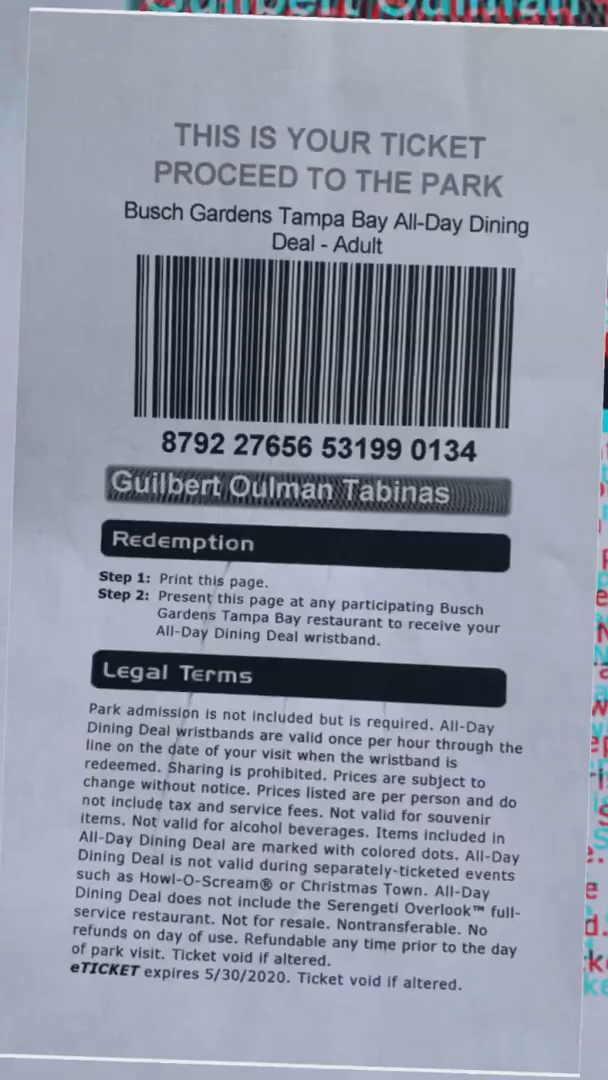 THIS IS YOUR TICKET
PROCEED TO THE PARK
Busch Gardens Tampa Bay All-Day Dining
Deal - Adult
8792 27656 53199 0134
Guilbert Oulman Tabinas
Redemption
Step 1: Print this page.
Step 2: Present this page at any participating Busch
Gardens Tampa Bay restaurant to receive your
All-Day Dining Deal wristband.
Legal Terms
Park admission is not included but is required. All-Day
Dining Deal wristbands are valid once per hour through the
line on the date of your visit when the wristband is
redeemed. Sharing is prohibited. Prices are subject to
change without notice. Prices listed are per person and do
not include tax and service fees. Not valid for souvenir
items. Not valid for alcohol beverages. Items included in
All-Day Dining Deal are marked with colored dots. All-Day
Dining Deal is not valid during separately-ticketed events
such as Howl-O-Scream® or Christmas Town. All-Day
Dining Deal does not include the Serengeti Overlook™ full-
service restaurant. Not for resale. Nontransferable. No
refunds on day of use. Refundable any time prior to the day
of park visit. Ticket void if altered.
eTICKET expires 5/30/2020. Ticket void if altered.